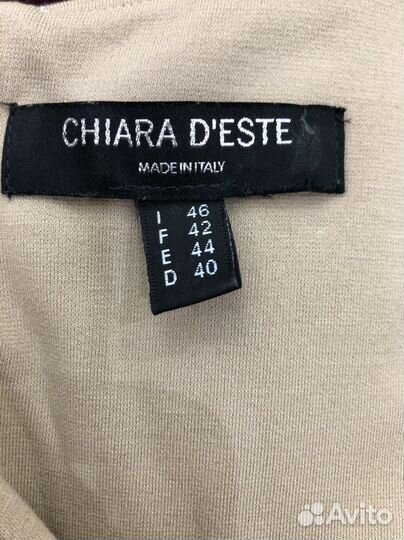 CHIARA D'ESTE
MADE IN ITALY
I 46
F 42
E 44
D 40
Avito